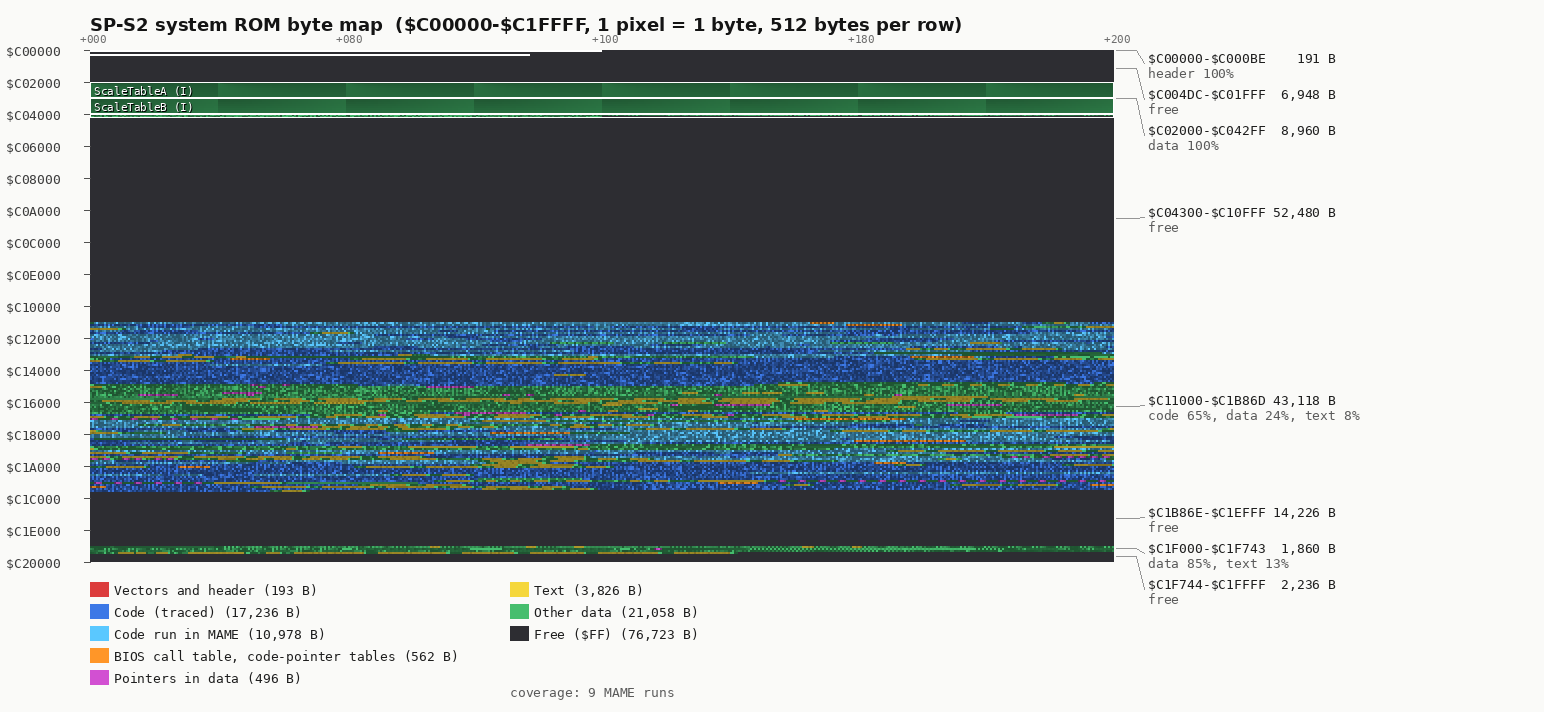 SP-S2 system ROM byte map  ($C00000-$C1FFFF, 1 pixel = 1 byte, 512 bytes per row)
+000 +080 +100 +180 +200
$C00000
$C02000
$C04000
$C06000
$C08000
$C0A000
$C0C000
$C0E000
$C10000
$C12000
$C14000
$C16000
$C18000
$C1A000
$C1C000
$C1E000
$C20000
ScaleTableA (I)
ScaleTableB (I)
$C00000-$C000BE 191 B
header 100%
$C004DC-$C01FFF 6,948 B
free
$C02000-$C042FF 8,960 B
data 100%
$C04300-$C10FFF 52,480 B
free
$C11000-$C1B86D 43,118 B
code 65%, data 24%, text 8%
$C1B86E-$C1EFFF 14,226 B
free
$C1F000-$C1F743 1,860 B
data 85%, text 13%
$C1F744-$C1FFFF 2,236 B
free
Vectors and header (193 B)
Code (traced) (17,236 B)
Code run in MAME (10,978 B)
BIOS call table, code-pointer tables (562 B)
Pointers in data (496 B)
Text (3,826 B)
Other data (21,058 B)
Free ($FF) (76,723 B)
coverage: 9 MAME runs